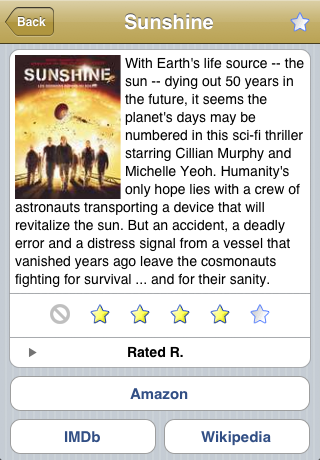 Back
Sunshine
SUNSHINE
With Earth's life source -- the
sun -- dying out 50 years in
the future, it seems the
planet's days may be
numbered in this sci-fi thriller
starring Cillian Murphy and
Michelle Yeoh. Humanity's
only hope lies with a crew of
astronauts transporting a device that will
revitalize the sun. But an accident, a deadly
error and a distress signal from a vessel that
vanished years ago leave the cosmonauts
fighting for survival ... and for their sanity.
Rated R.
Amazon
IMDb
Wikipedia